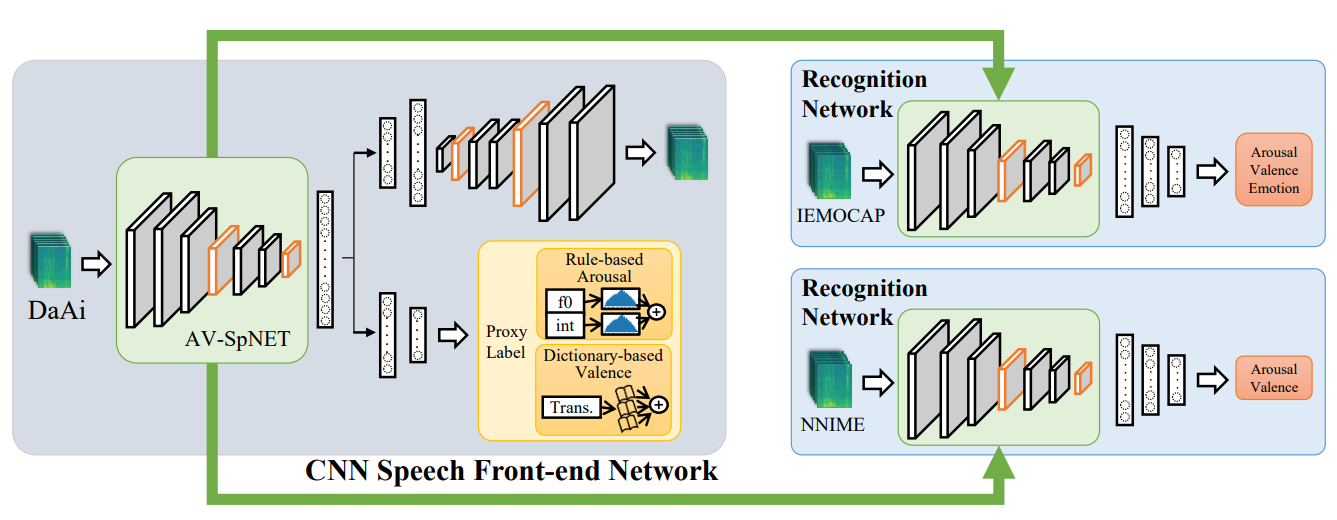 DaAi
AV-SpNET
Proxy
Label
Rule-based
Arousal
f0
int
+
Dictionary-based
Valence
Trans.
+
CNN Speech Front-end Network
Recognition
Network
IEMOCAP
Arousal
Valence
Emotion
Recognition
Network
NNIME
Arousal
Valence